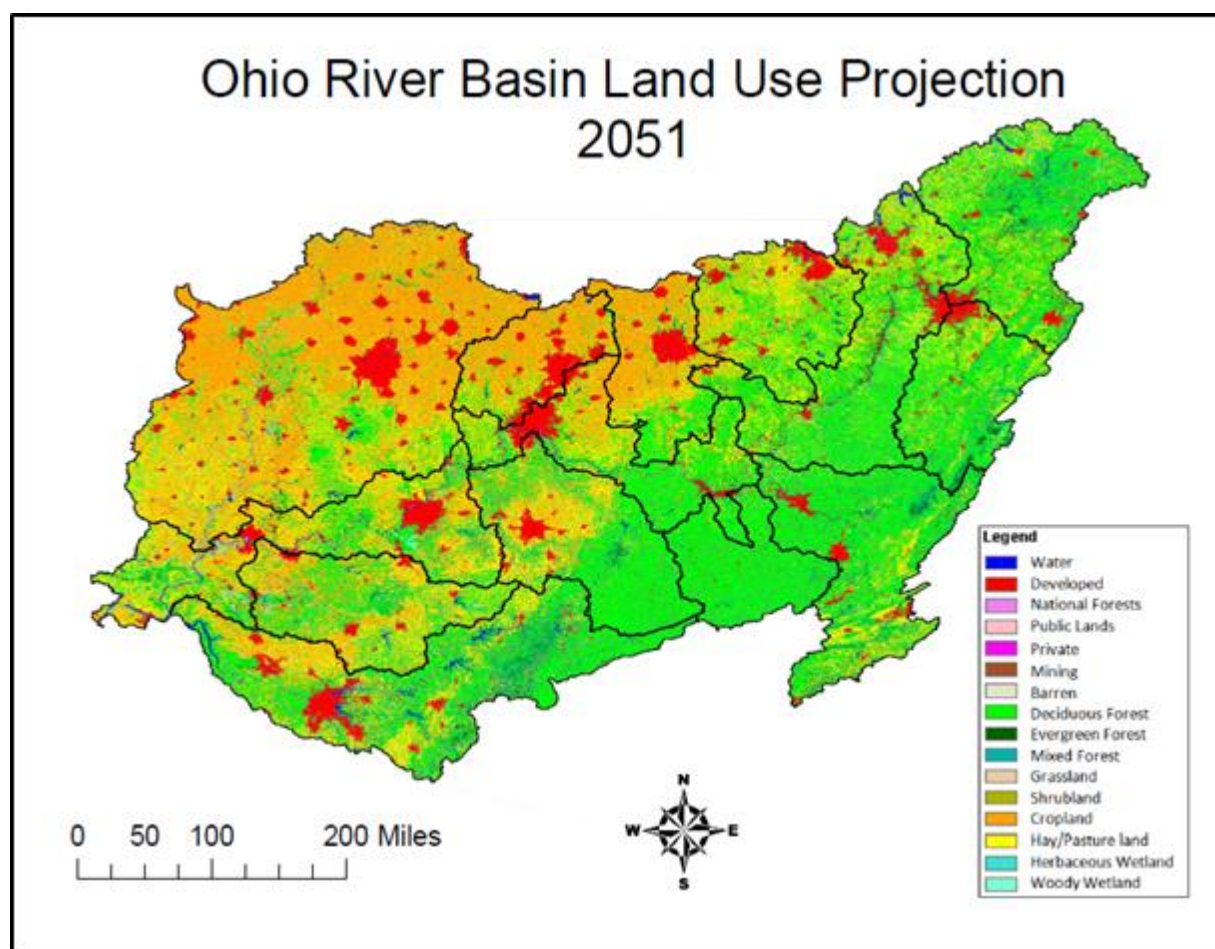 Ohio River Basin Land Use Projection
2051
Legend
Water
Developed
National Forests
Public Lands
Private
Mining
Barren
Deciduous Forest
Evergreen Forest
Mixed Forest
Grassland
Shrubland
Cropland
Hay/Pasture land
Herbaceous Wetland
Woody Wetland
N
W E
S
0 50 100 200 Miles